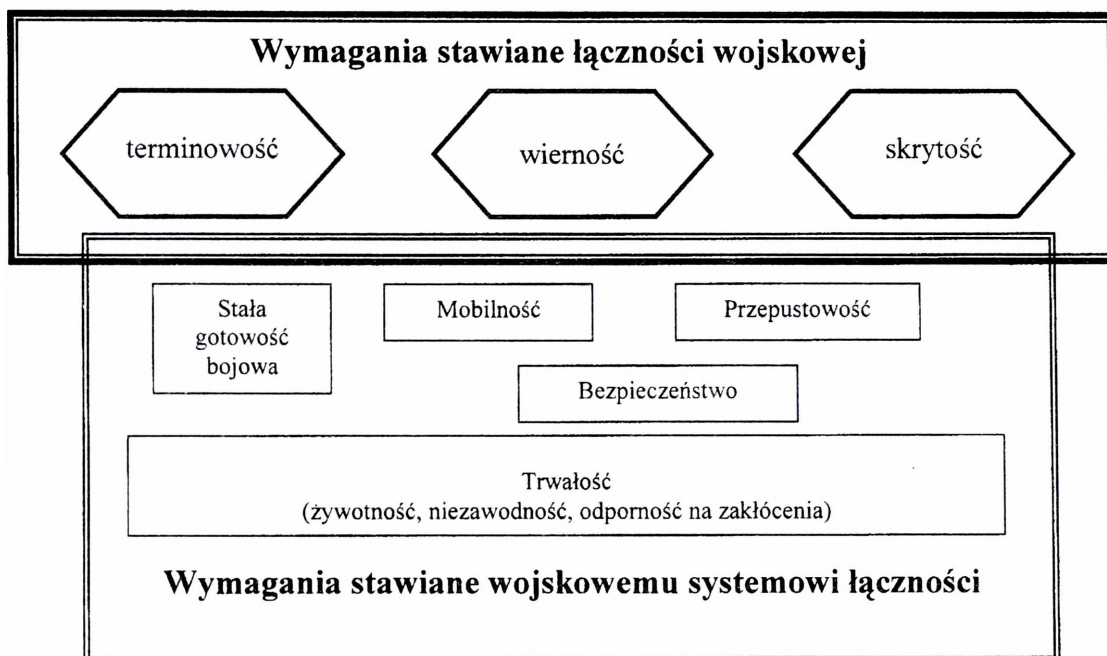 Wymagania stawiane łączności wojskowej
terminowość
wierność
skrytość
Stała
gotowość
bojowa
Mobilność
Przepustowość
Bezpieczeństwo
Trwałość
(żywotność, niezawodność, odporność na zakłócenia)
Wymagania stawiane wojskowemu systemowi łączności